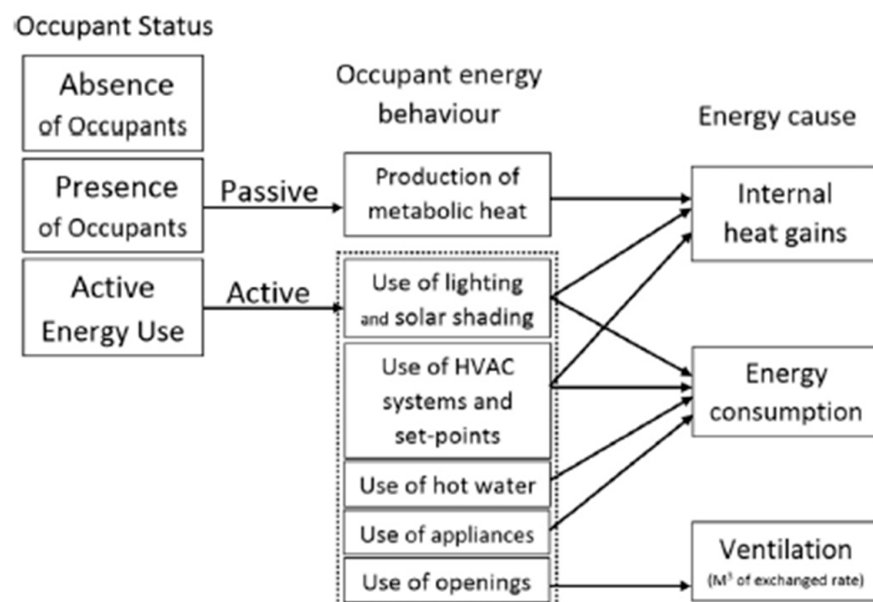 Occupant Status
Absence
of Occupants
Presence
of Occupants
Active
Energy Use
Passive
Active
Occupant energy
behaviour
Production of
metabolic heat
Use of lighting
and solar shading
Use of HVAC
systems and
set-points
Use of hot water
Use of appliances
Use of openings
Energy cause
Internal
heat gains
Energy
consumption
Ventilation
(M³ of exchanged rate)